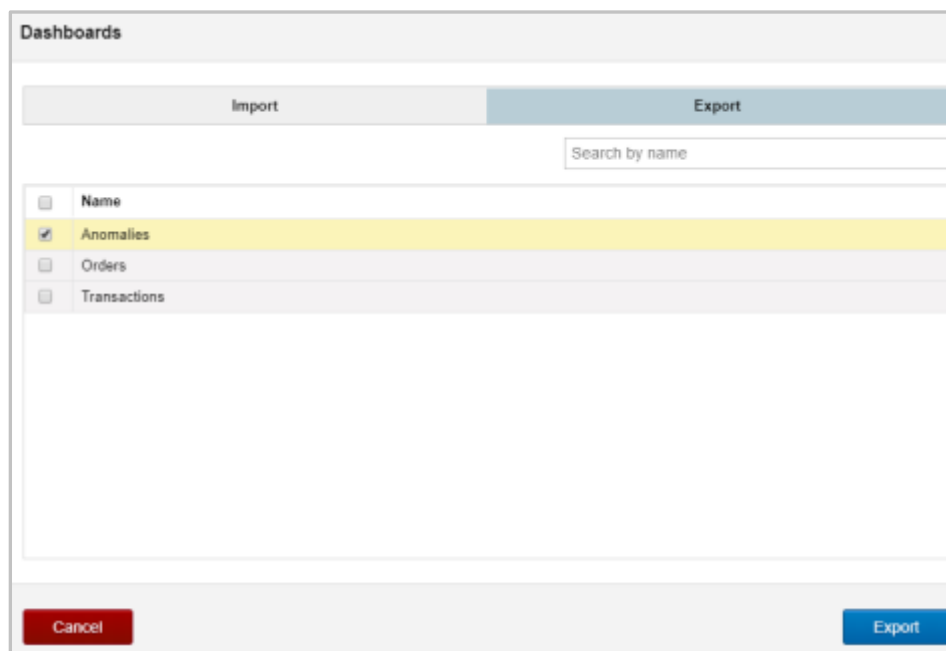 Dashboards
Import Export
Search by name
Name
Anomalies
Orders
Transactions
Cancel Export